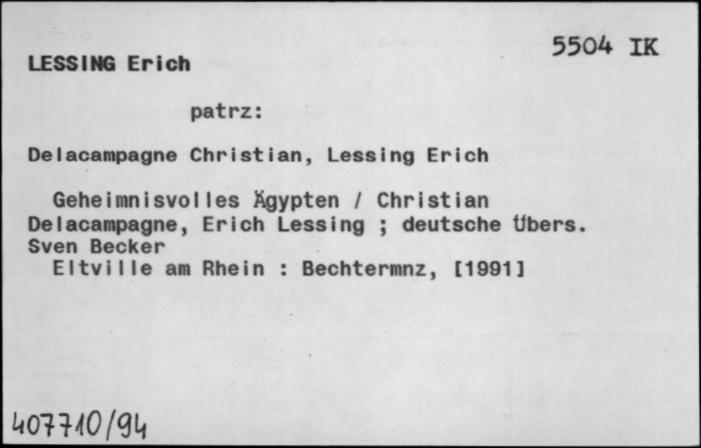 5504 IK
LESSING Erich
patrz:
Delacampagne Christian, Lessing Erich
Geheimnisvolles Ägypten / Christian
Delacampagne, Erich Lessing ; deutsche Übers.
Sven Becker
Eltville am Rhein : Bechtermnz, [1991]
407710/94